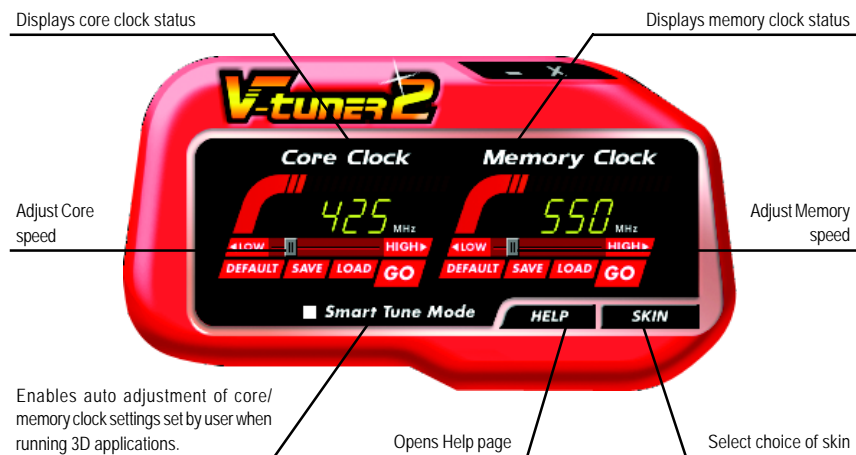 Displays core clock status
Displays memory clock status
V-TUNER 2
Core Clock
Memory Clock
Adjust Core
speed
425 MHz
550 MHz
Adjust Memory
speed
LOW
HIGH
LOW
HIGH
DEFAULT SAVE LOAD GO
DEFAULT SAVE LOAD GO
Smart Tune Mode
HELP
SKIN
Enables auto adjustment of core/
memory clock settings set by user when
running 3D applications.
Opens Help page
Select choice of skin